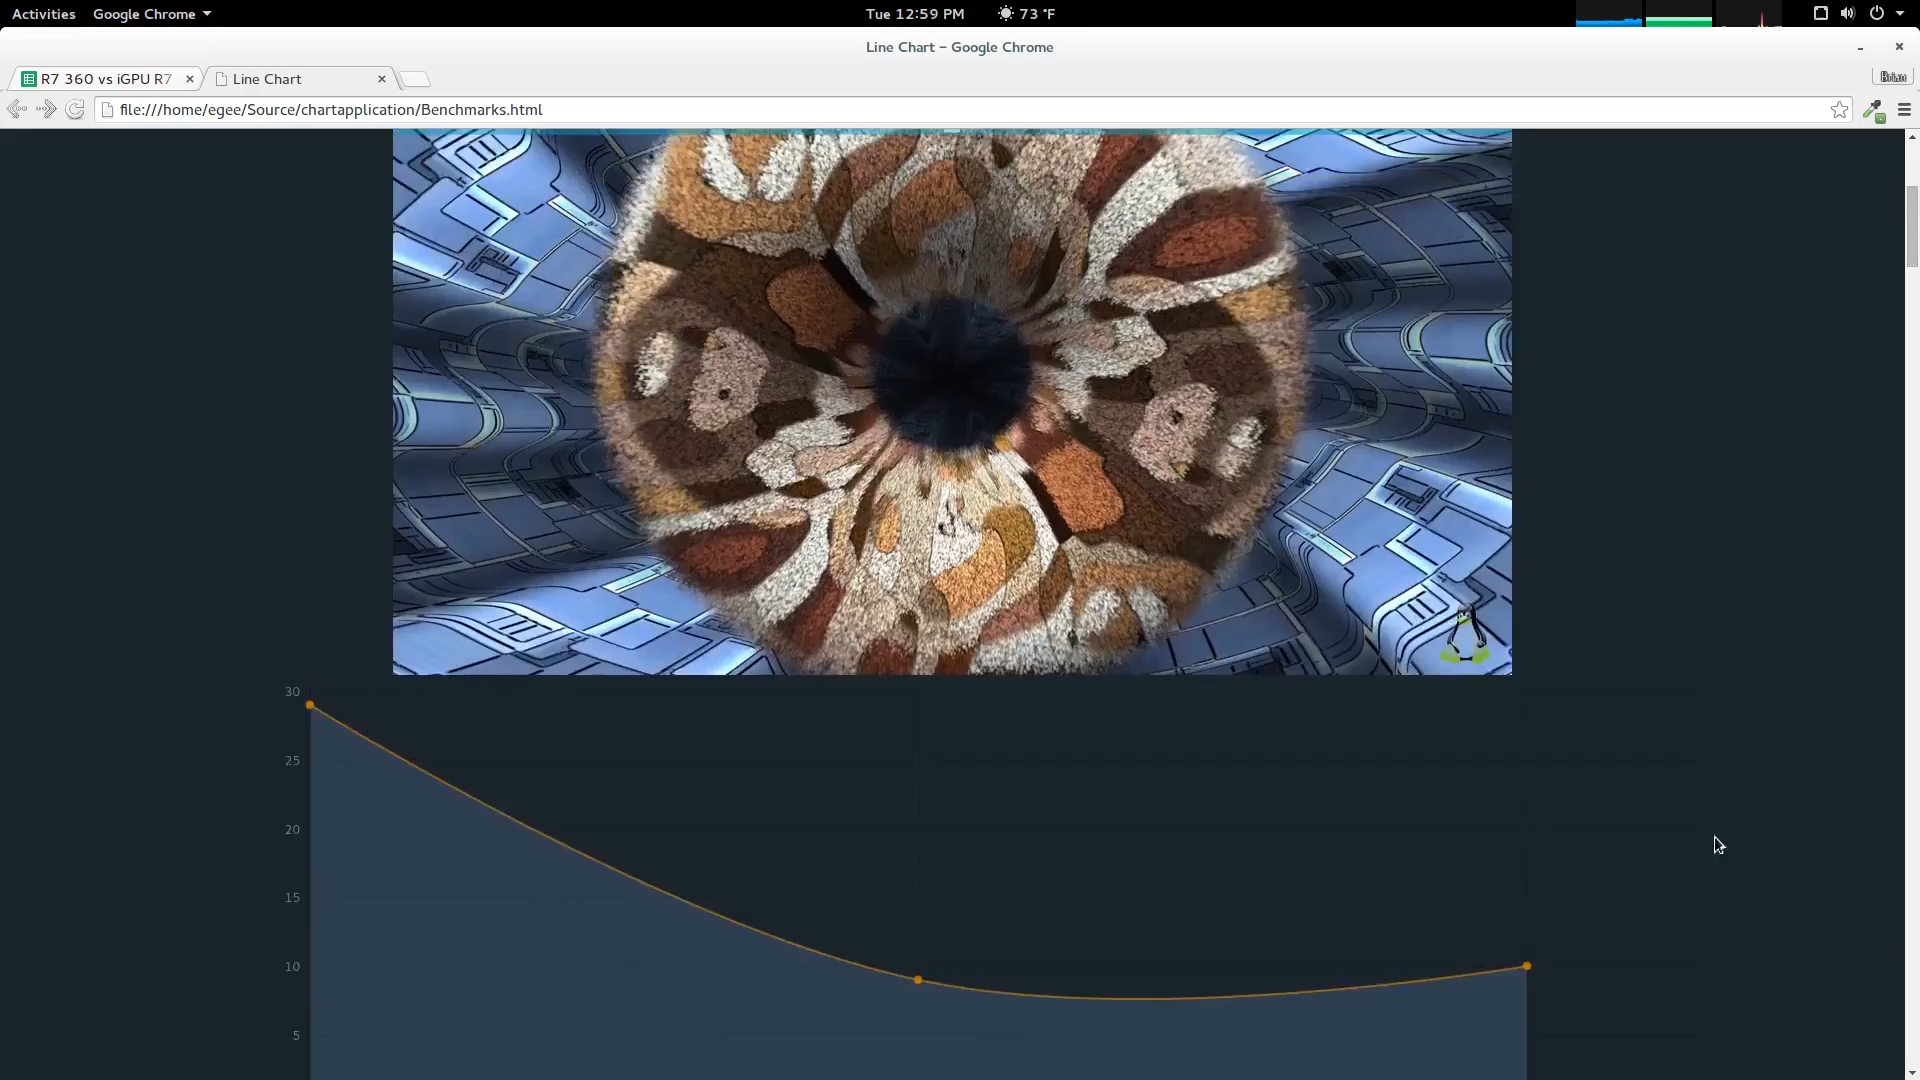 Activities Google Chrome Tue 12:59 PM 73 °F
Line Chart – Google Chrome
R7 360 vs iGPU R7 Line Chart Brian
file:///home/egee/Source/chartapplication/Benchmarks.html
30
25
20
15
10
5